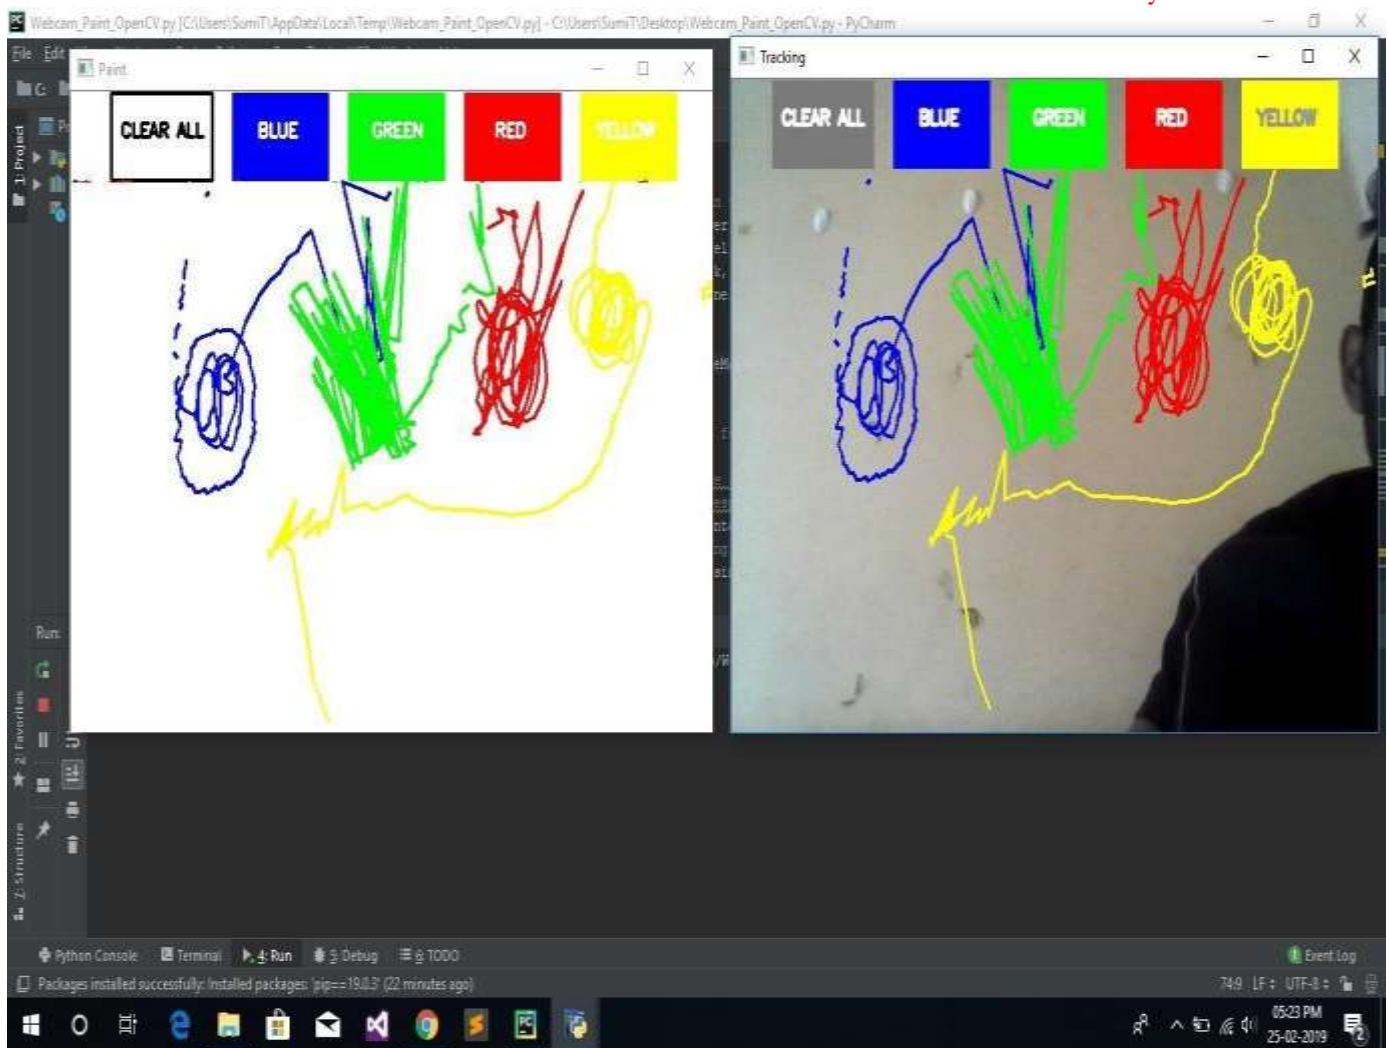 Webcam_Paint_OpenCV.py [C:\Users\SumiT\AppData\Local\Temp\Webcam_Paint_OpenCV.py] - C:\Users\SumiT\Desktop\Webcam_Paint_OpenCV.py - PyCharm
File Edit
Paint
Tracking
CLEAR ALL BLUE GREEN RED YELLOW
CLEAR ALL BLUE GREEN RED YELLOW
1: Project
Run:
2: Favorites
7: Structure
Python Console Terminal 4: Run 5: Debug 6: TODO Event Log
Packages installed successfully: Installed packages: 'pip==19.0.3' (22 minutes ago) 74:9 LF UTF-8
05:23 PM
25-02-2019